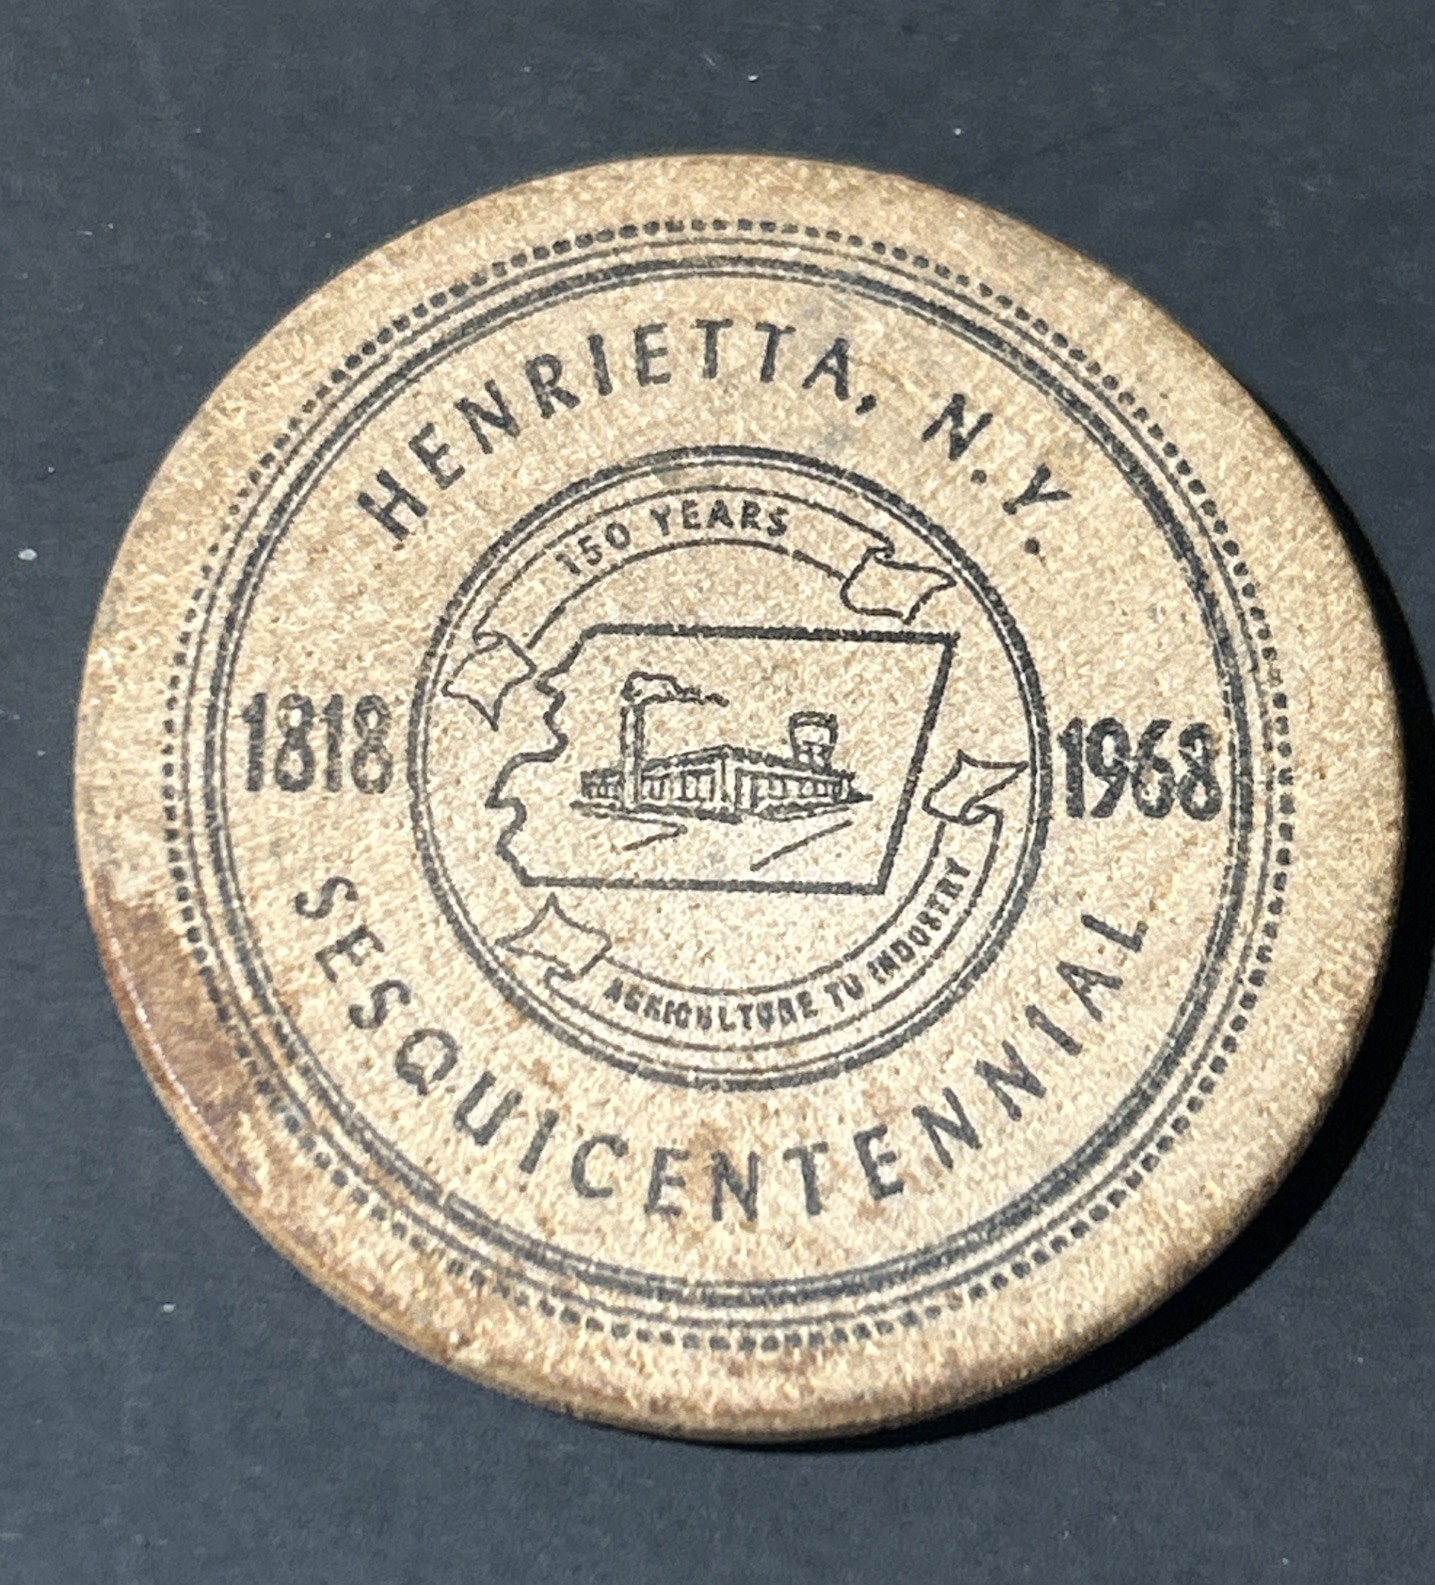 HENRIETTA, N.Y.
150 YEARS
1818
1968
AGRICULTURE TO INDUSTRY
SESQUICENTENNIAL